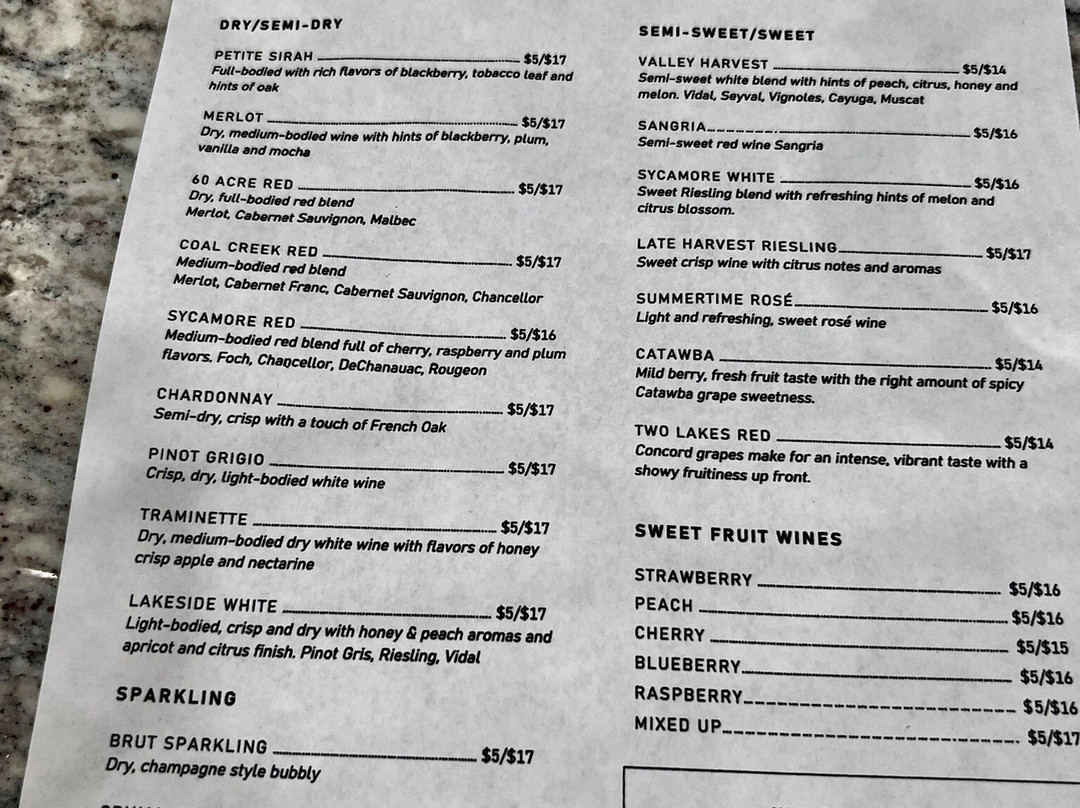 DRY/SEMI-DRY
PETITE SIRAH $5/$17
Full-bodied with rich flavors of blackberry, tobacco leaf and
hints of oak
MERLOT $5/$17
Dry, medium-bodied wine with hints of blackberry, plum,
vanilla and mocha
60 ACRE RED $5/$17
Dry, full-bodied red blend
Merlot, Cabernet Sauvignon, Malbec
COAL CREEK RED $5/$17
Medium-bodied red blend
Merlot, Cabernet Franc, Cabernet Sauvignon, Chancellor
SYCAMORE RED $5/$16
Medium-bodied red blend full of cherry, raspberry and plum
flavors. Foch, Chancellor, DeChanauac, Rougeon
CHARDONNAY $5/$17
Semi-dry, crisp with a touch of French Oak
PINOT GRIGIO $5/$17
Crisp, dry, light-bodied white wine
TRAMINETTE $5/$17
Dry, medium-bodied dry white wine with flavors of honey
crisp apple and nectarine
LAKESIDE WHITE $5/$17
Light-bodied, crisp and dry with honey & peach aromas and
apricot and citrus finish. Pinot Gris, Riesling, Vidal
SPARKLING
BRUT SPARKLING $5/$17
Dry, champagne style bubbly
SEMI-SWEET/SWEET
VALLEY HARVEST $5/$14
Semi-sweet white blend with hints of peach, citrus, honey and
melon. Vidal, Seyval, Vignoles, Cayuga, Muscat
SANGRIA $5/$16
Semi-sweet red wine Sangria
SYCAMORE WHITE $5/$16
Sweet Riesling blend with refreshing hints of melon and
citrus blossom.
LATE HARVEST RIESLING $5/$17
Sweet crisp wine with citrus notes and aromas
SUMMERTIME ROSÉ $5/$16
Light and refreshing, sweet rosé wine
CATAWBA $5/$14
Mild berry, fresh fruit taste with the right amount of spicy
Catawba grape sweetness.
TWO LAKES RED $5/$14
Concord grapes make for an intense, vibrant taste with a
showy fruitiness up front.
SWEET FRUIT WINES
STRAWBERRY $5/$16
PEACH $5/$16
CHERRY $5/$15
BLUEBERRY $5/$16
RASPBERRY $5/$16
MIXED UP $5/$17